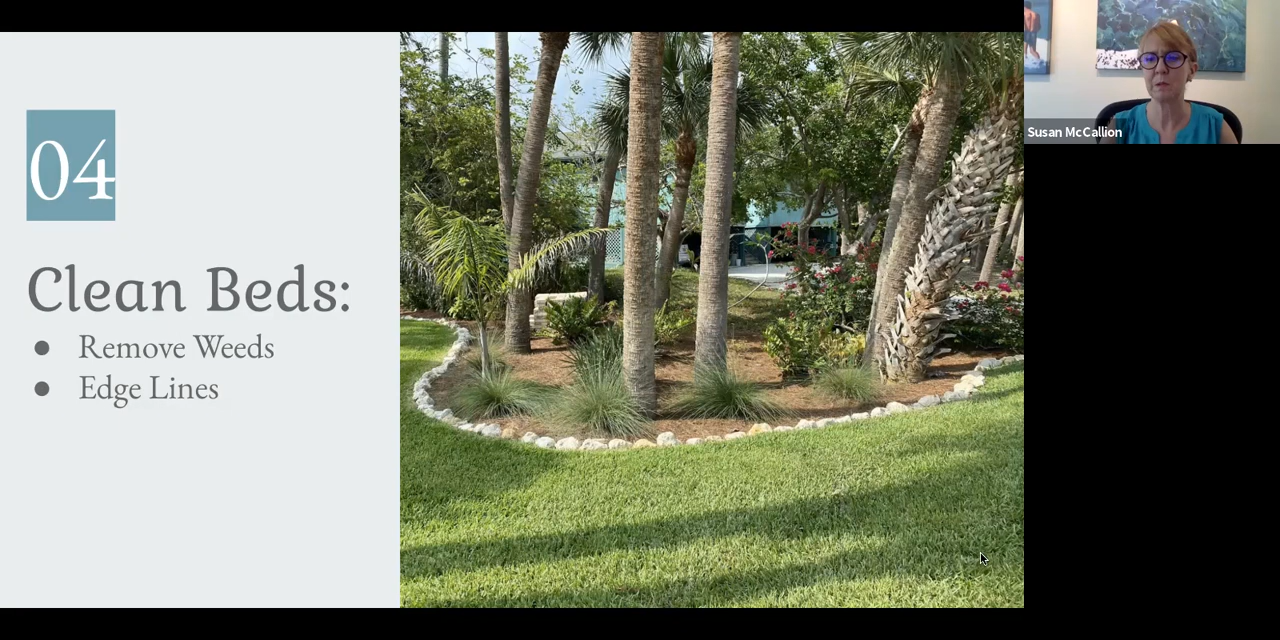 04
Clean Beds:
● Remove Weeds
● Edge Lines
Susan McCallion